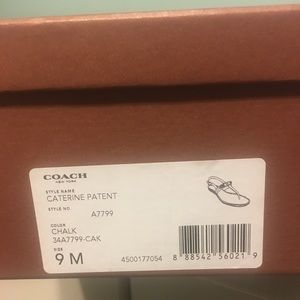 COACH
NEW YORK
STYLE NAME
CATERINE PATENT
STYLE NO.
A7799
COLOR
CHALK
34A7799-CAK
SIZE
9 M
4500177054
8 88542 56021 9